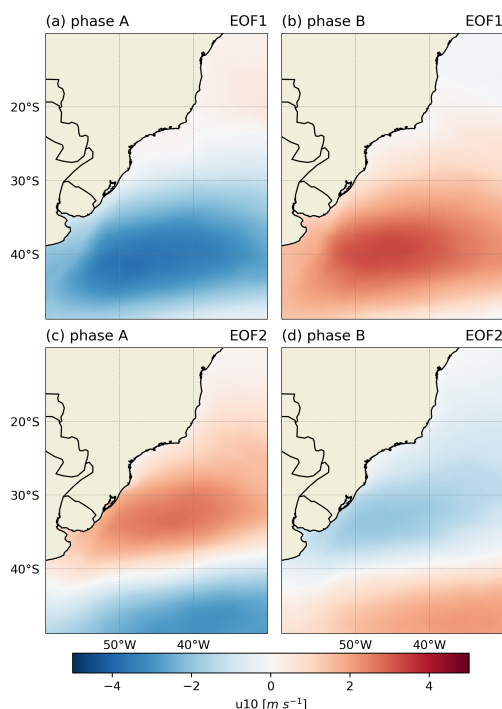 (a) phase A EOF1 (b) phase B EOF1
20°S
30°S
40°S
(c) phase A EOF2 (d) phase B EOF2
20°S
30°S
40°S
50°W 40°W 50°W 40°W
−4 −2 0 2 4
u10 [m s⁻¹]